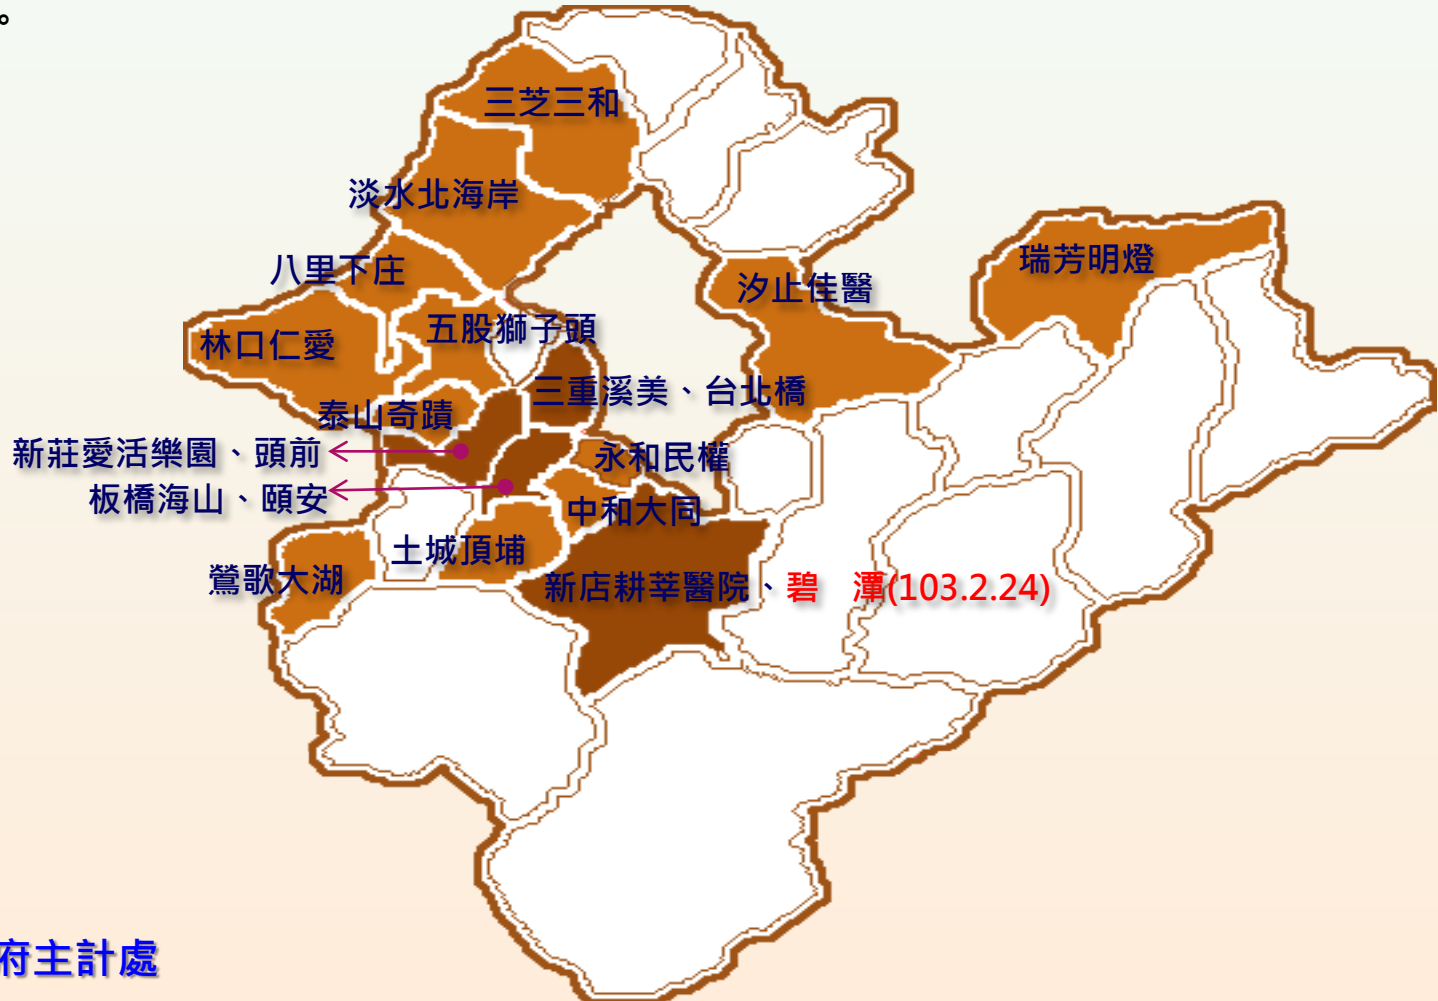 。
三芝三和
淡水北海岸
八里下庄
瑞芳明燈
汐止佳醫
五股獅子頭
林口仁愛
三重溪美、台北橋
泰山奇蹟
新莊愛活樂園、頭前
永和民權
板橋海山、頤安
中和大同
土城頂埔
鶯歌大湖
新店耕莘醫院、碧　潭(103.2.24)
府主計處